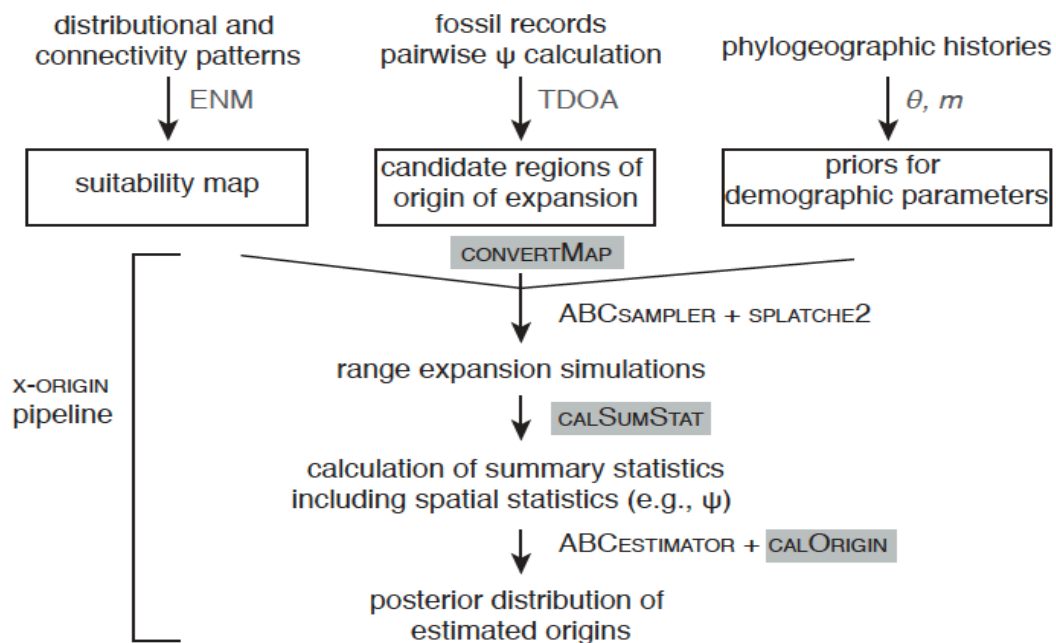 distributional and
connectivity patterns
fossil records
pairwise ψ calculation
phylogeographic histories
ENM
TDOA
θ, m
suitability map
candidate regions of
origin of expansion
priors for
demographic parameters
CONVERTMAP
ABCSAMPLER + SPLATCHE2
range expansion simulations
X-ORIGIN
pipeline
CALSUMSTAT
calculation of summary statistics
including spatial statistics (e.g., ψ)
ABCESTIMATOR + CALORIGIN
posterior distribution of
estimated origins